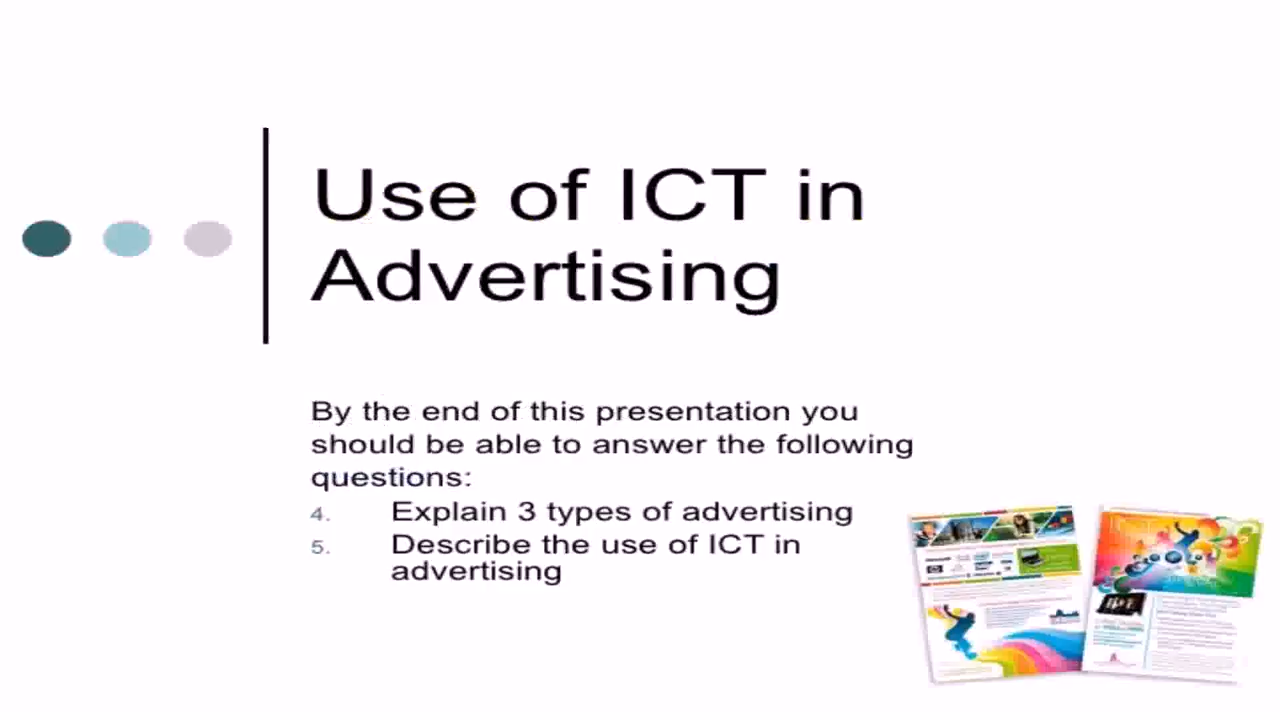 Use of ICT in
Advertising
By the end of this presentation you
should be able to answer the following
questions:
4. Explain 3 types of advertising
5. Describe the use of ICT in
advertising